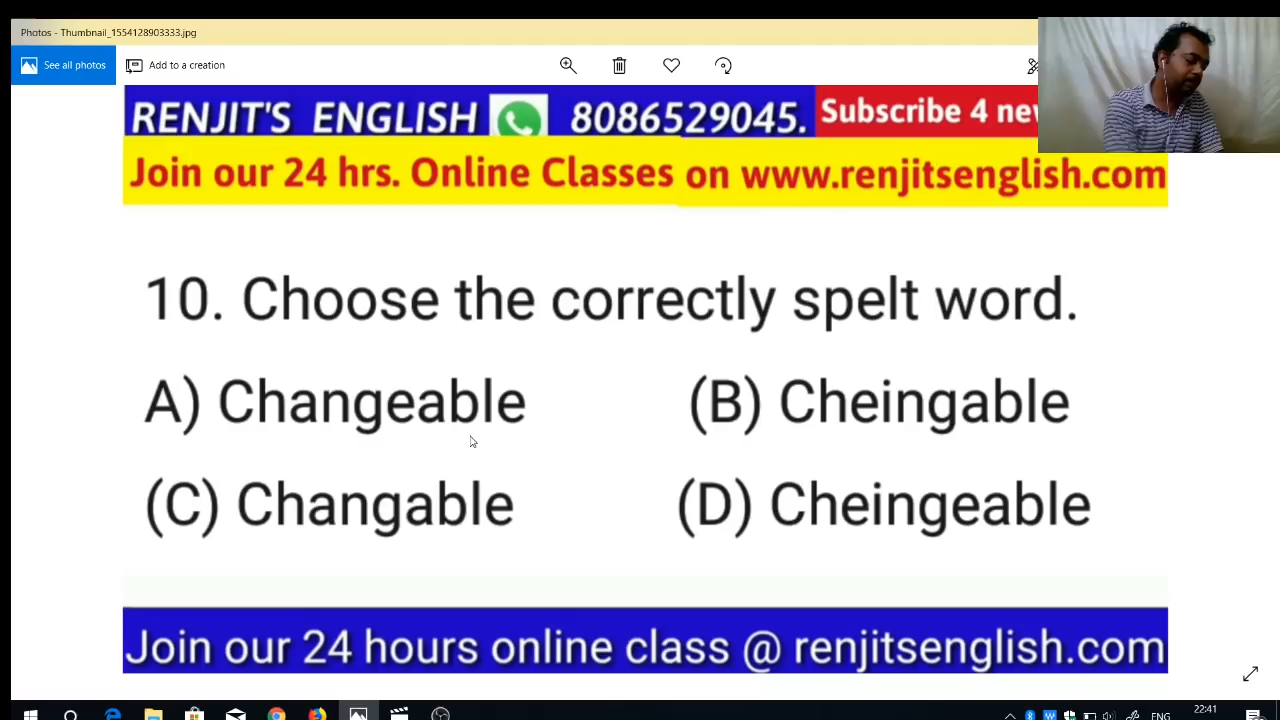 Photos - Thumbnail_1554128903333.jpg
See all photos
Add to a creation
RENJIT'S ENGLISH 8086529045.
Subscribe 4
Join our 24 hrs. Online Classes on www.renjitsenglish.com
10. Choose the correctly spelt word.
A) Changeable (B) Cheingable
(C) Changable (D) Cheingeable
Join our 24 hours online class @ renjitsenglish.com
ENG
22:41